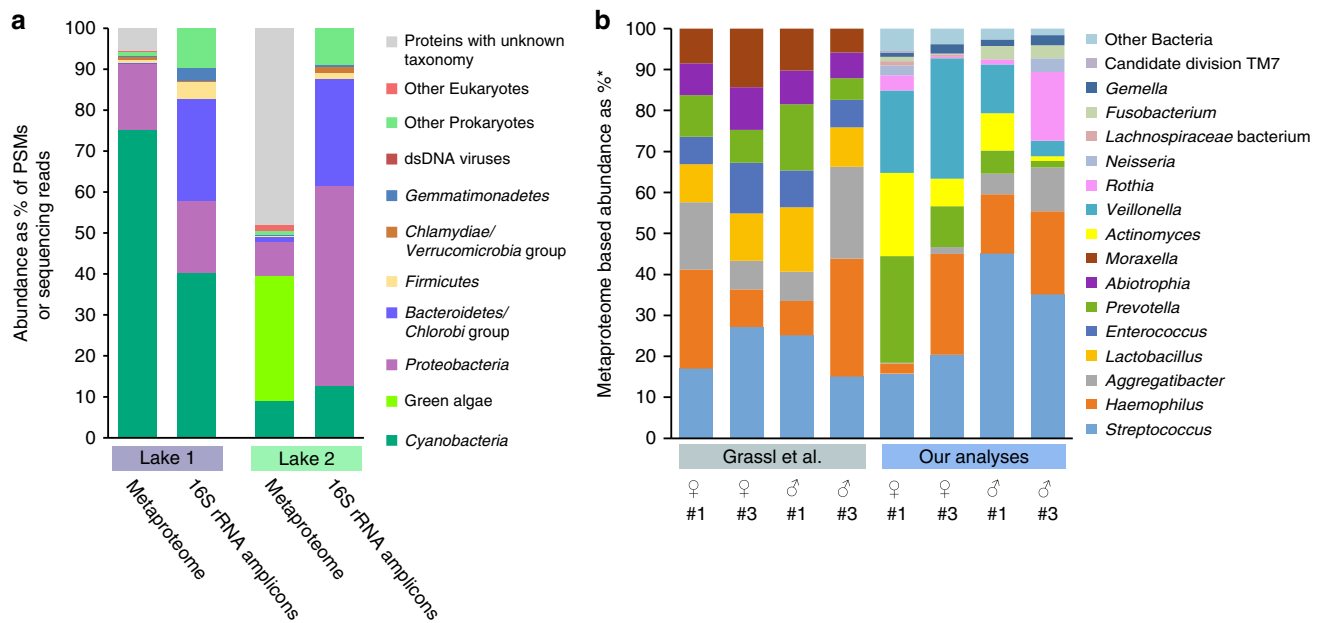 a
Abundance as % of PSMs
or sequencing reads
100
90
80
70
60
50
40
30
20
10
0
Lake 1
Lake 2
Metaproteome
16S rRNA amplicons
Metaproteome
16S rRNA amplicons
Proteins with unknown
taxonomy
Other Eukaryotes
Other Prokaryotes
dsDNA viruses
Gemmatimonadetes
Chlamydiae/
Verrucomicrobia group
Firmicutes
Bacteroidetes/
Chlorobi group
Proteobacteria
Green algae
Cyanobacteria
b
Metaproteome based abundance as %*
100
90
80
70
60
50
40
30
20
10
0
Grassl et al.
Our analyses
♀ ♀ ♂ ♂ ♀ ♀ ♂ ♂
#1 #3 #1 #3 #1 #3 #1 #3
Other Bacteria
Candidate division TM7
Gemella
Fusobacterium
Lachnospiraceae bacterium
Neisseria
Rothia
Veillonella
Actinomyces
Moraxella
Abiotrophia
Prevotella
Enterococcus
Lactobacillus
Aggregatibacter
Haemophilus
Streptococcus